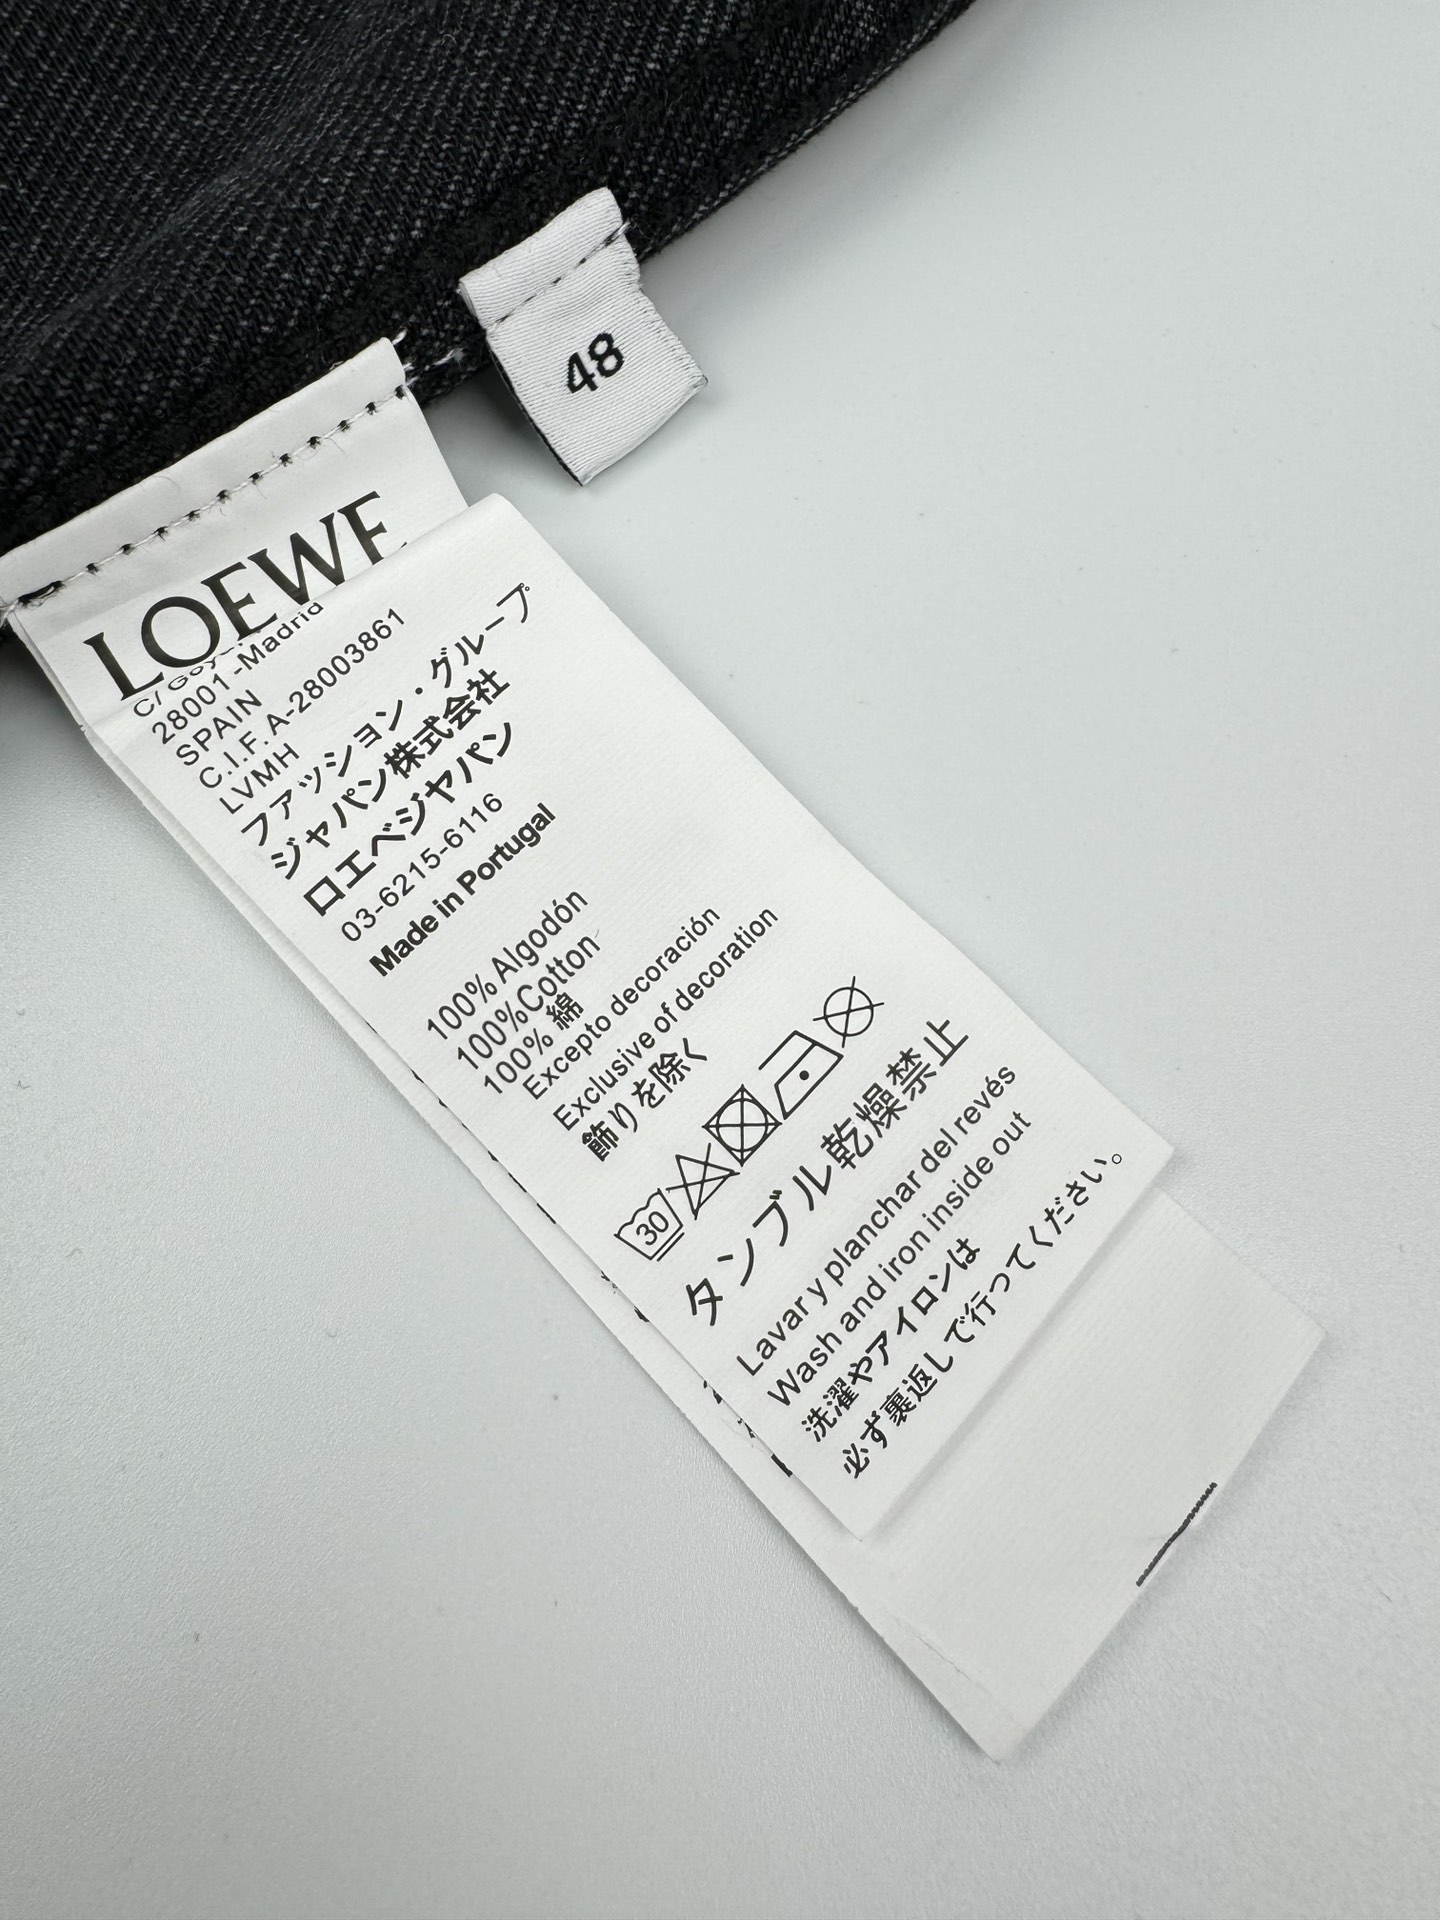 48
LOEWE
28001 -Madrid
SPAIN
C.I.F. A-28003861
LVMH
ファッション・グループ
ジャパン株式会社
ロエベジャパン
03-6215-6116
Made in Portugal
100% Algodón
100%Cotton
100% 綿
Excepto decoración
Exclusive of decoration
飾りを除く
30
タンブル乾燥禁止
Lavar y planchar del revés
Wash and iron inside out
洗濯やアイロンは
必ず裏返しで行ってください。